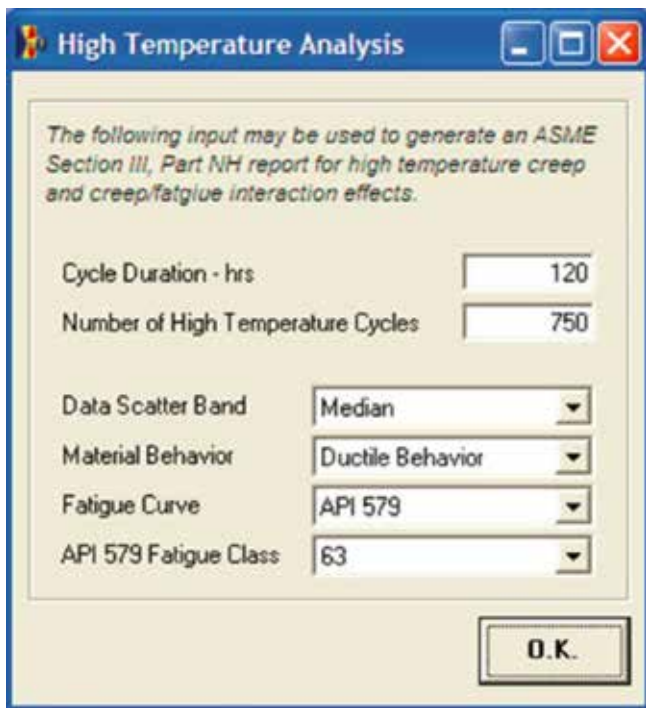 High Temperature Analysis
The following input may be used to generate an ASME
Section III, Part NH report for high temperature creep
and creep/fatgiue interaction effects.
Cycle Duration - hrs 120
Number of High Temperature Cycles 750
Data Scatter Band Median
Material Behavior Ductile Behavior
Fatigue Curve API 579
API 579 Fatigue Class 63
O.K.